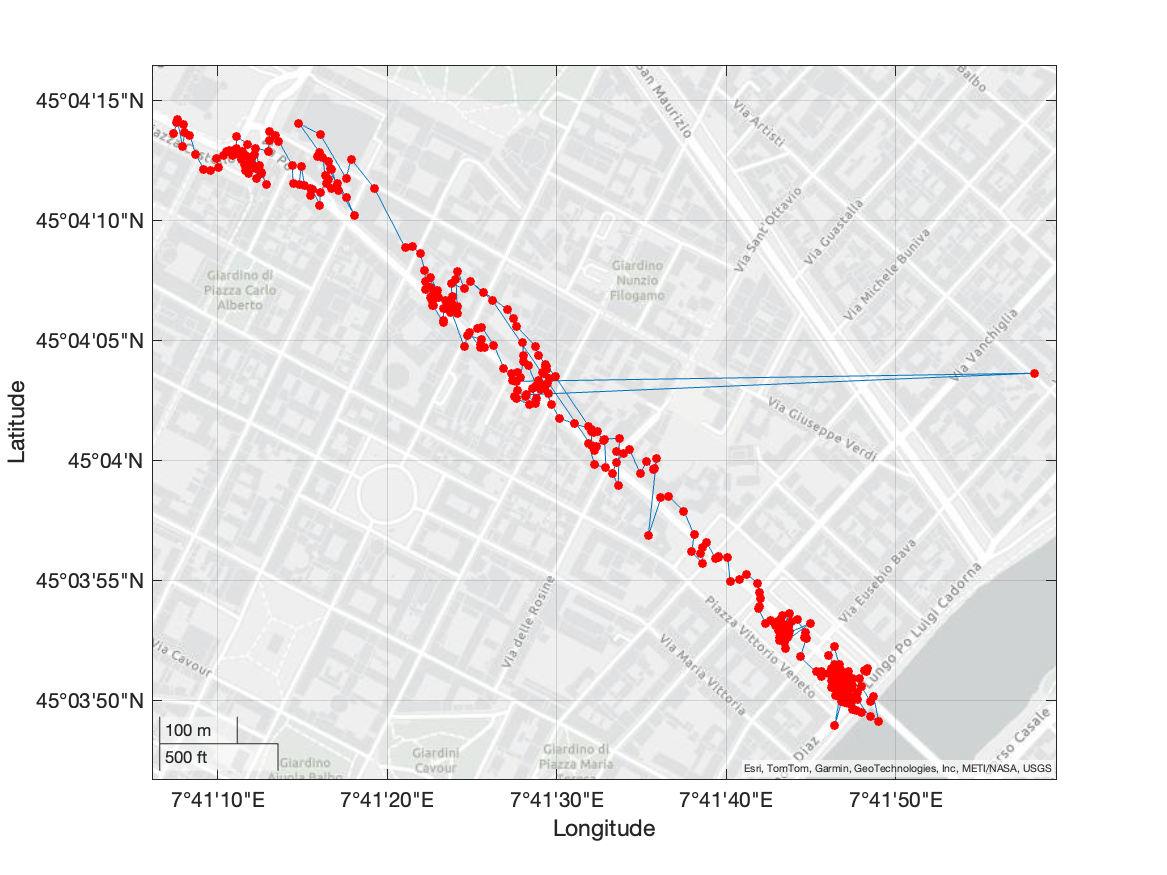 45°04'15"N
45°04'10"N
45°04'05"N
45°04'N
45°03'55"N
45°03'50"N
Latitude
Balbo
San Maurizio
Via Artisti
Via Sant'Ottavio
Via Guastalla
Via Michele Buniva
Giardino di
Piazza Carlo
Alberto
Giardino
Nunzio
Filogamo
Via Vanchiglia
Via Giuseppe Verdi
Via Eusebio Bava
Lungo Po Luigi Cadorna
Via delle Rosine
Piazza Vittorio Veneto
Via Maria Vittoria
Via Cavour
Diaz
orso Casale
Giardino
Aiuola Balbo
Giardini
Cavour
Giardino di
Piazza Maria
Teresa
100 m
500 ft
Esri, TomTom, Garmin, GeoTechnologies, Inc, METI/NASA, USGS
7°41'10"E
7°41'20"E
7°41'30"E
7°41'40"E
7°41'50"E
Longitude